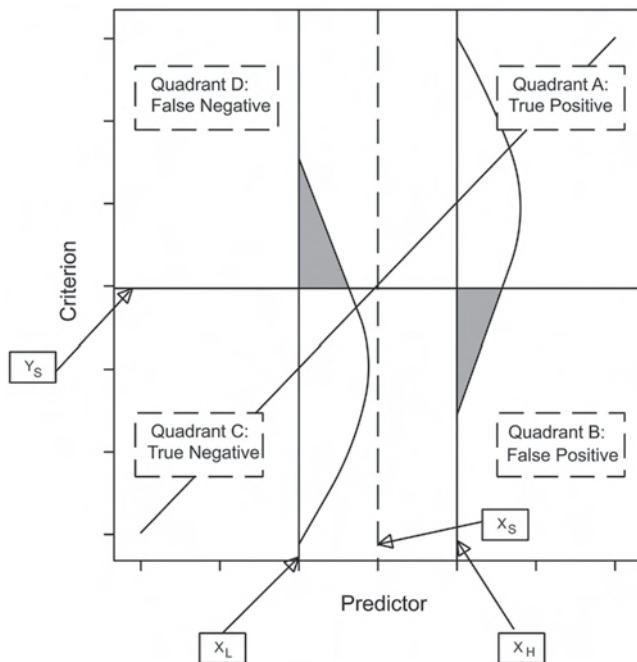 Quadrant D:
False Negative
Quadrant A:
True Positive
Criterion
Y_S
Quadrant C:
True Negative
Quadrant B:
False Positive
X_S
Predictor
X_L
X_H